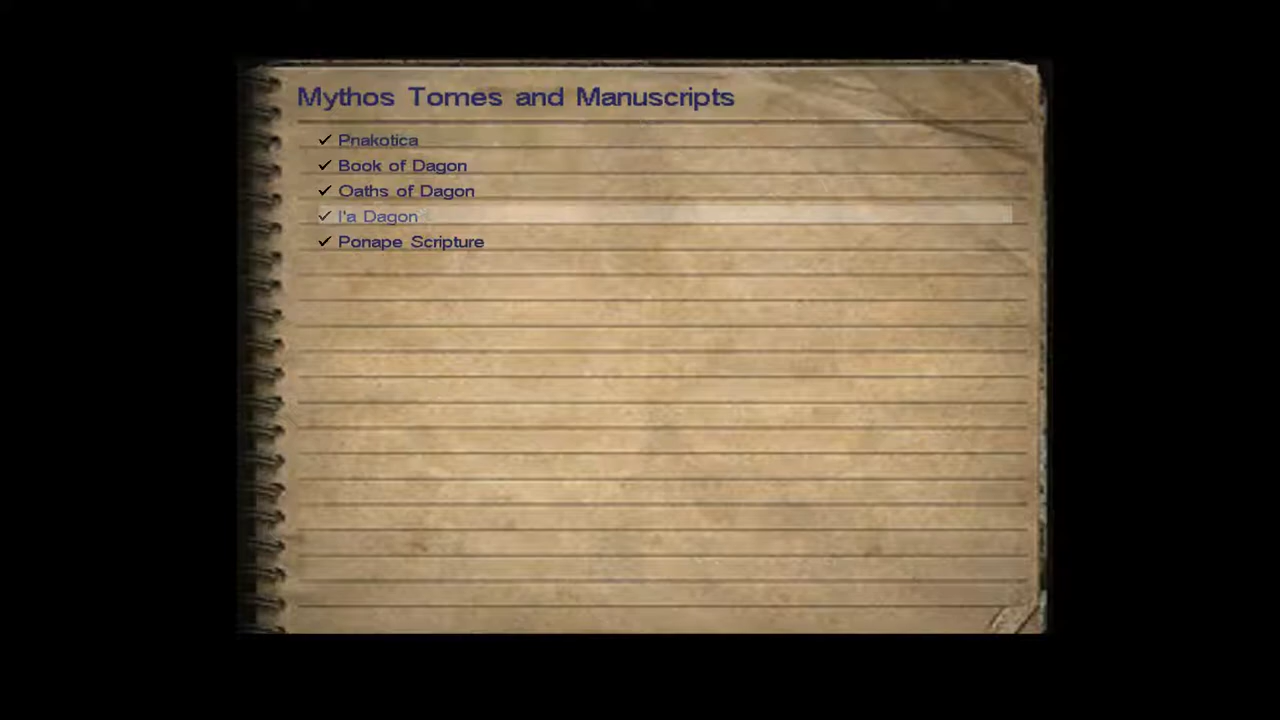 Mythos Tomes and Manuscripts
✓ Pnakotica
✓ Book of Dagon
✓ Oaths of Dagon
✓ I'a Dagon
✓ Ponape Scripture